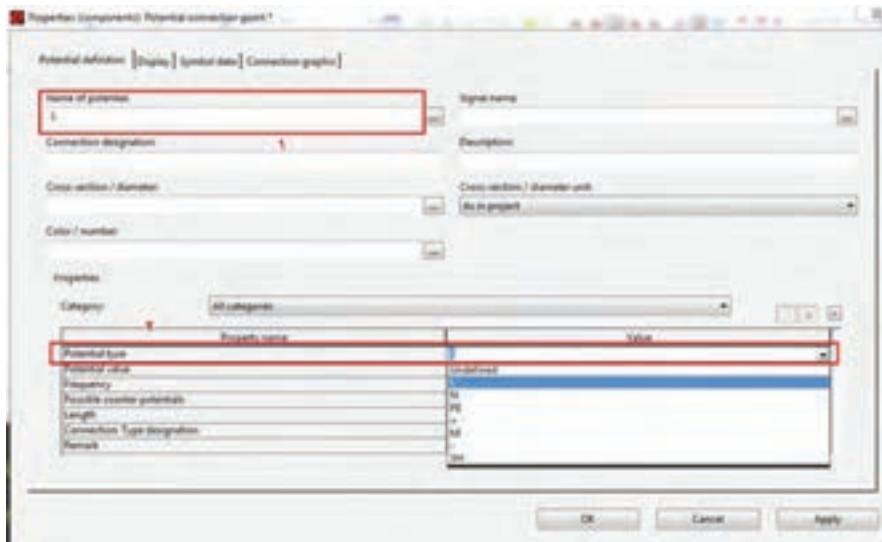 Properties (components): Potential connection point *
Potential definition Display Symbol data Connection graphic
Name of potential:
Signal name:
1
Connection designation:
Description:
Cross-section / diameter:
Cross-section / diameter unit:
As in project
Color / number:
Properties
Category:
All categories
Property name
Value
Potential type
Potential value
Undefined
Frequency
Possible counter potentials
N
PE
Length
+
Connection: Type designation
Remark
-
OK
Cancel
Apply